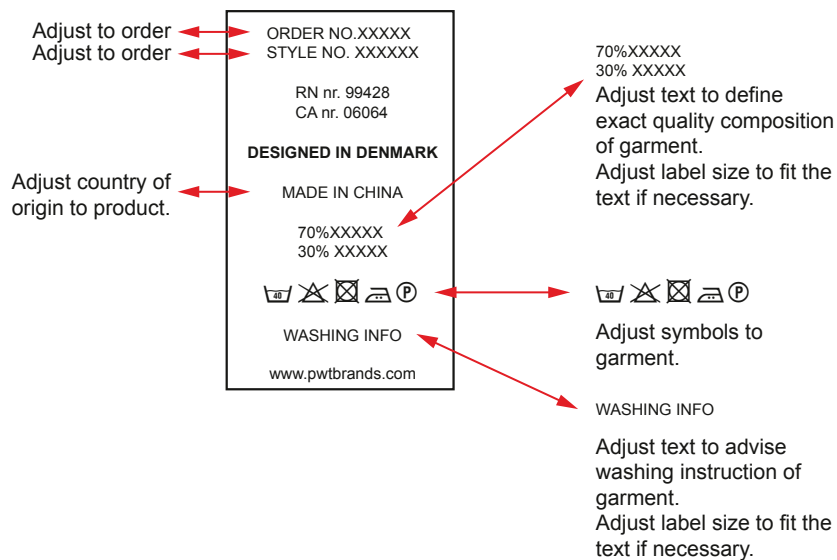 Adjust to order
Adjust to order
Adjust country of
origin to product.
ORDER NO.XXXXX
STYLE NO. XXXXXX
RN nr. 99428
CA nr. 06064
DESIGNED IN DENMARK
MADE IN CHINA
70%XXXXX
30% XXXXX
40
P
WASHING INFO
www.pwtbrands.com
70%XXXXX
30% XXXXX
Adjust text to define
exact quality composition
of garment.
Adjust label size to fit the
text if necessary.
40
P
Adjust symbols to
garment.
WASHING INFO
Adjust text to advise
washing instruction of
garment.
Adjust label size to fit the
text if necessary.